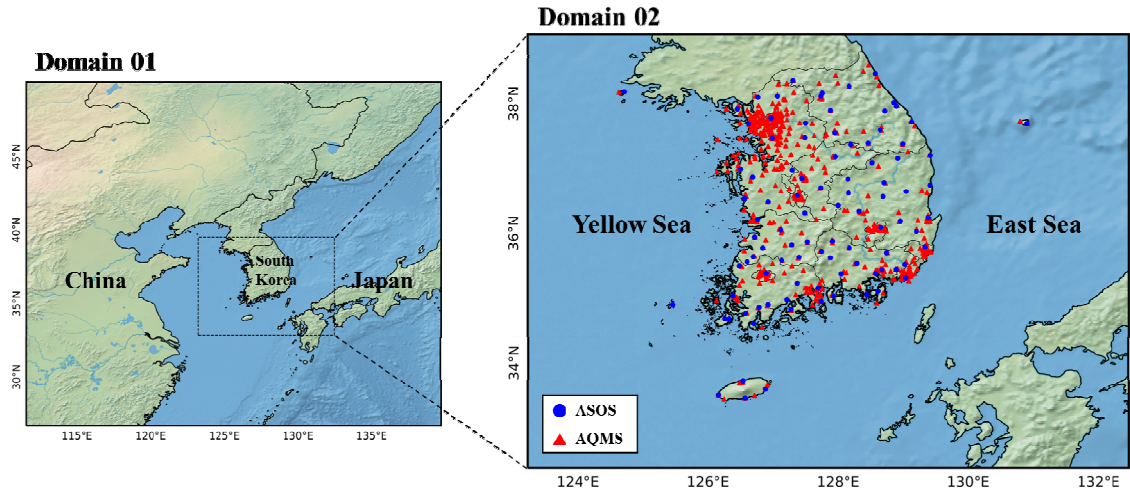 Domain 01
45°N
40°N
35°N
30°N
115°E
120°E
125°E
130°E
135°E
China
South
Korea
Japan
Domain 02
38°N
36°N
34°N
124°E
126°E
128°E
130°E
132°E
Yellow Sea
East Sea
ASOS
AQMS